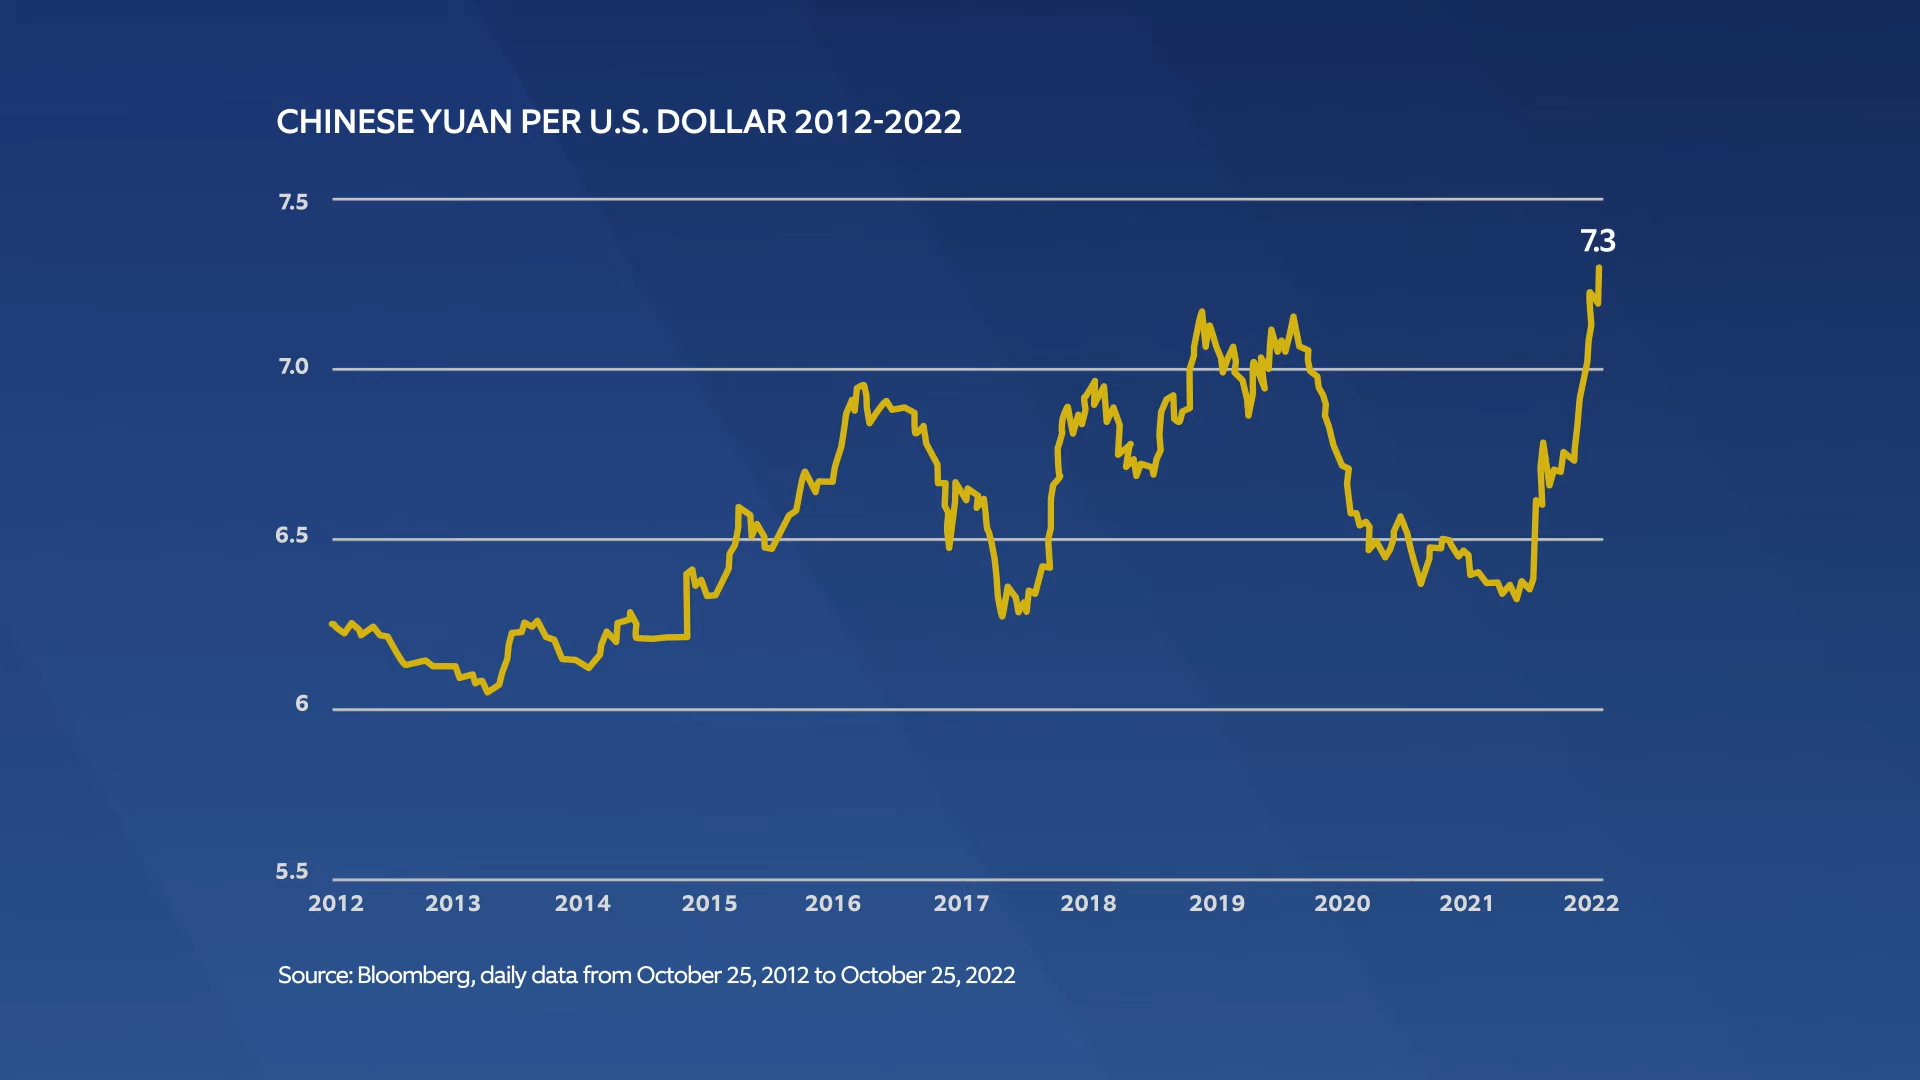 CHINESE YUAN PER U.S. DOLLAR 2012-2022
7.5
7.3
7.0
6.5
6
5.5
2012 2013 2014 2015 2016 2017 2018 2019 2020 2021 2022
Source: Bloomberg, daily data from October 25, 2012 to October 25, 2022